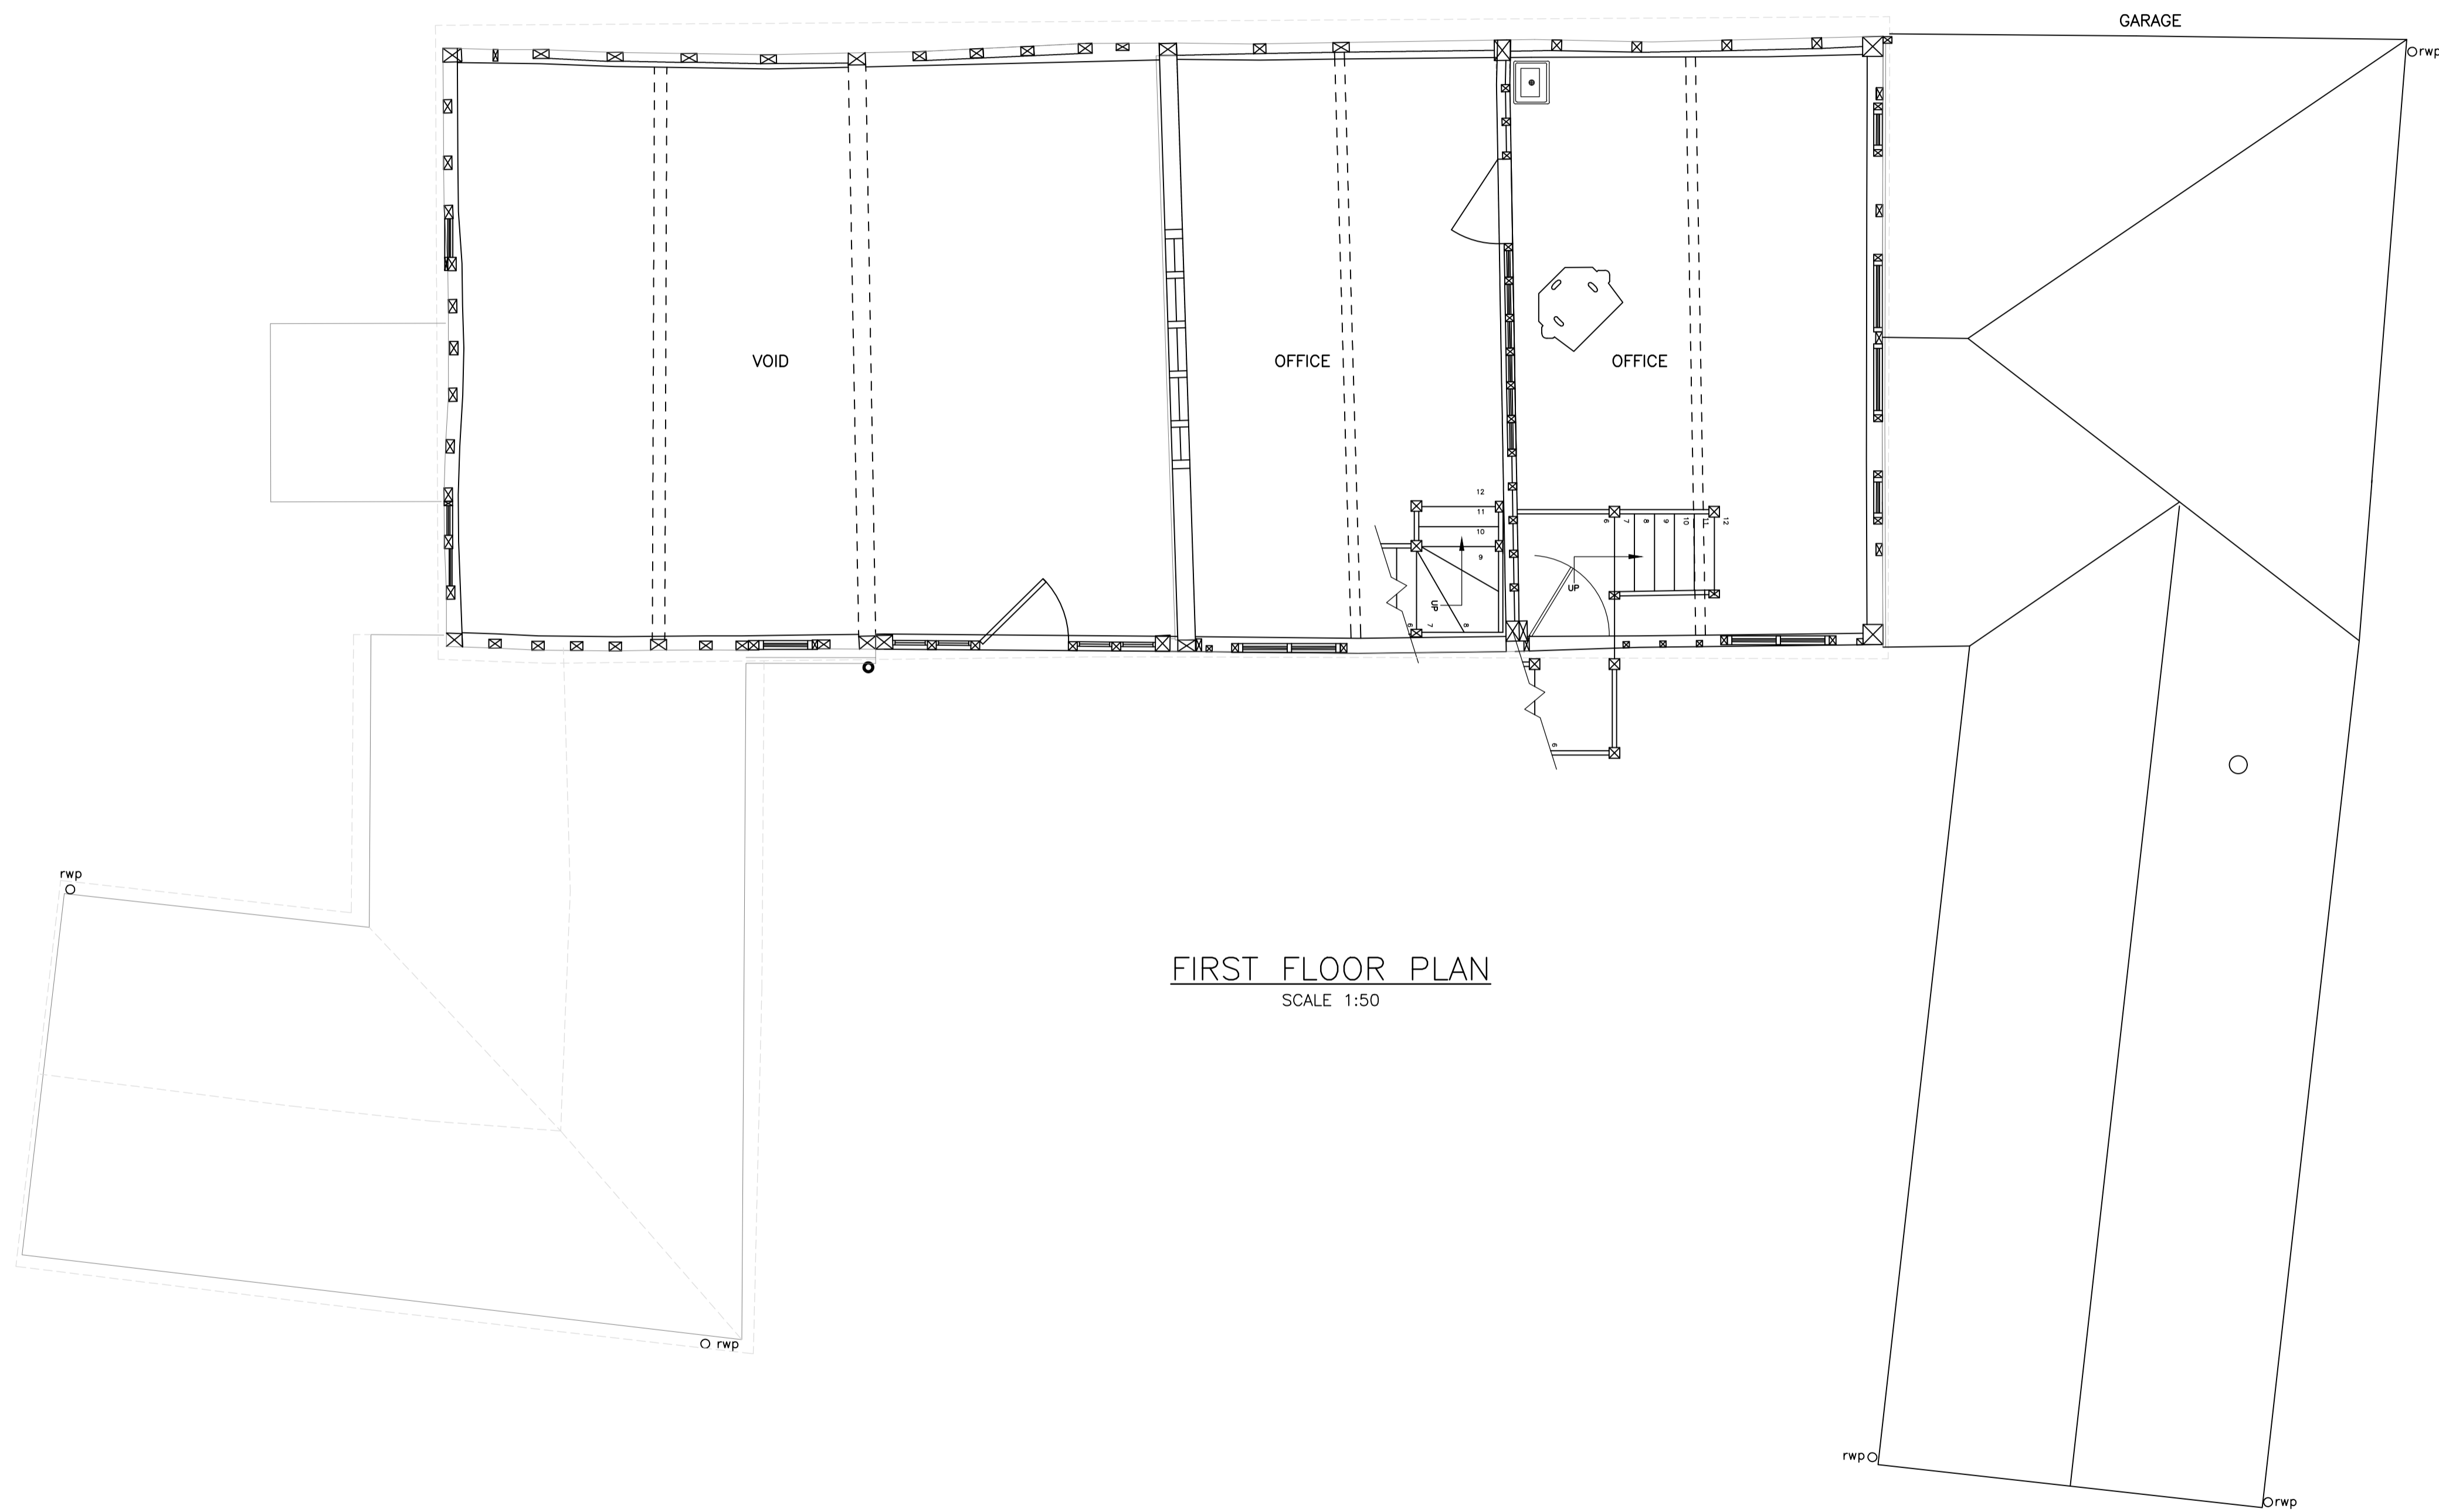 GARAGE
rwp
VOID
OFFICE
OFFICE
12
11
10
9
UP
6
7
8
6
7
8
9
10
11
12
UP
6
rwp
FIRST FLOOR PLAN
SCALE 1:50
rwp
rwp
rwp